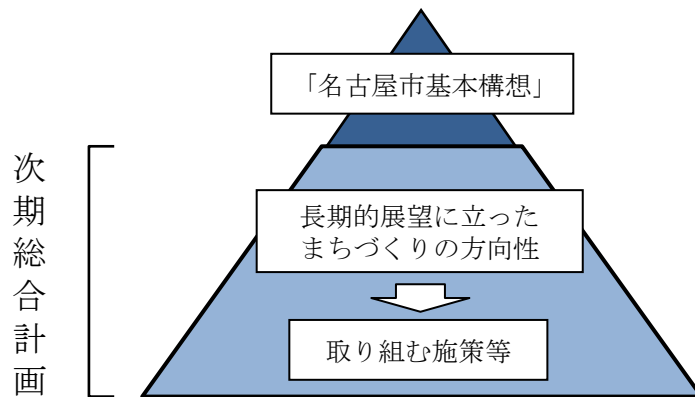 「名古屋市基本構想」
次期総合計画
長期的展望に立った
まちづくりの方向性
取り組む施策等